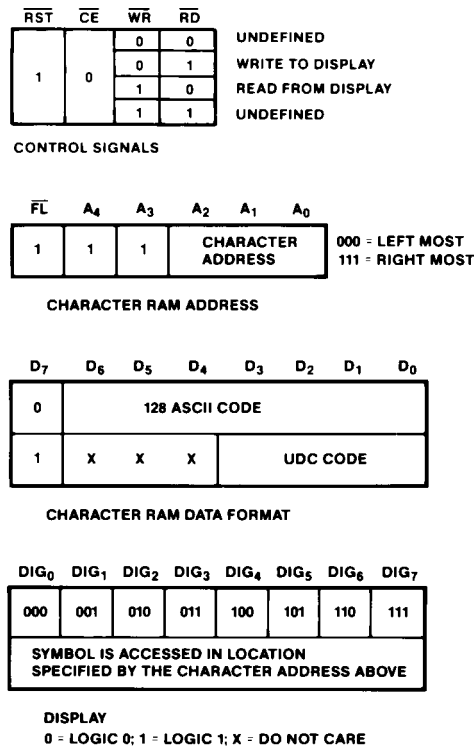 RST CE WR RD
0 0 UNDEFINED
0 1 WRITE TO DISPLAY
1 0
1 0 READ FROM DISPLAY
1 1 UNDEFINED
CONTROL SIGNALS
FL A4 A3 A2 A1 A0
1 1 1 CHARACTER ADDRESS 000 = LEFT MOST
111 = RIGHT MOST
CHARACTER RAM ADDRESS
D7 D6 D5 D4 D3 D2 D1 D0
0 128 ASCII CODE
1 X X X UDC CODE
CHARACTER RAM DATA FORMAT
DIG0 DIG1 DIG2 DIG3 DIG4 DIG5 DIG6 DIG7
000 001 010 011 100 101 110 111
SYMBOL IS ACCESSED IN LOCATION
SPECIFIED BY THE CHARACTER ADDRESS ABOVE
DISPLAY
0 = LOGIC 0; 1 = LOGIC 1; X = DO NOT CARE